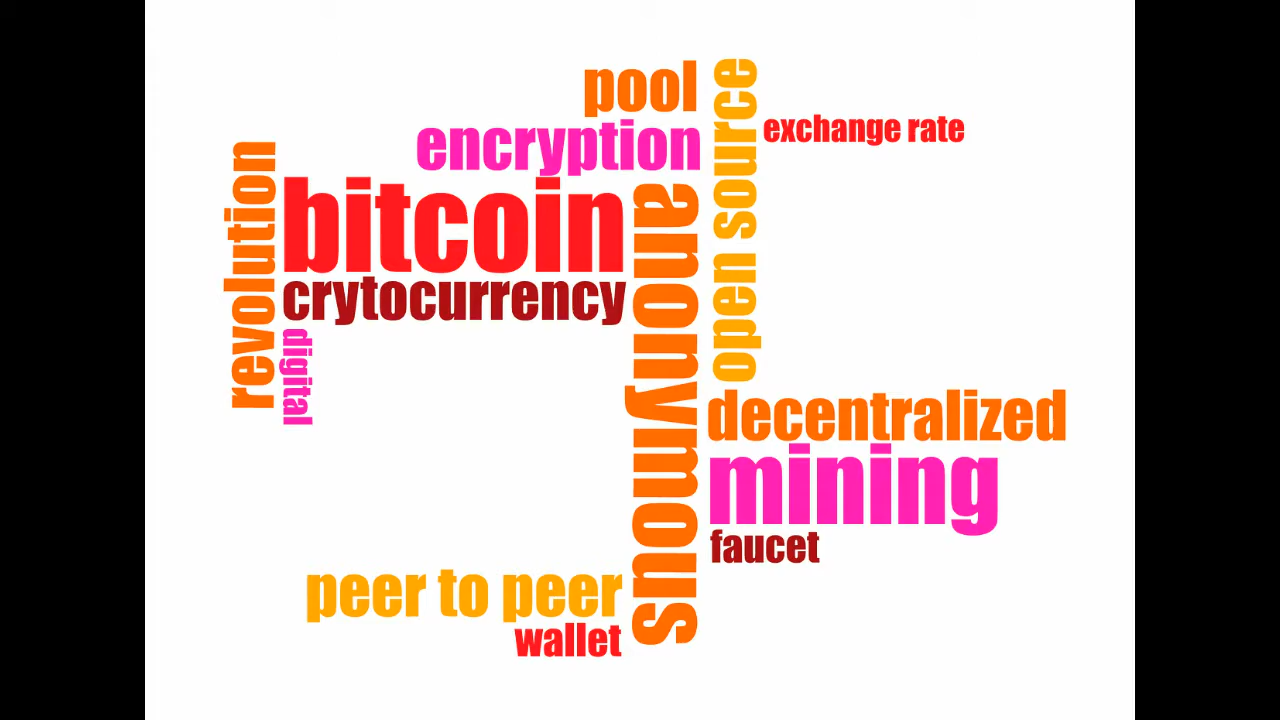 pool
encryption
open source
exchange rate
revolution
bitcoin
anonymous
crytocurrency
digital
decentralized
mining
faucet
peer to peer
wallet